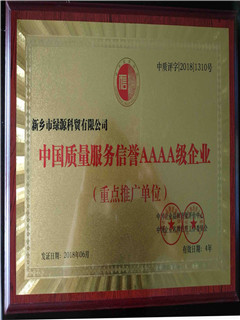 中重评字[2018]1310号
新乡市绿源科贸有限公司
中国质量服务信誉AAAA级企业
(重点推广单位)
发证日期:2018年06月
有效日期:4年